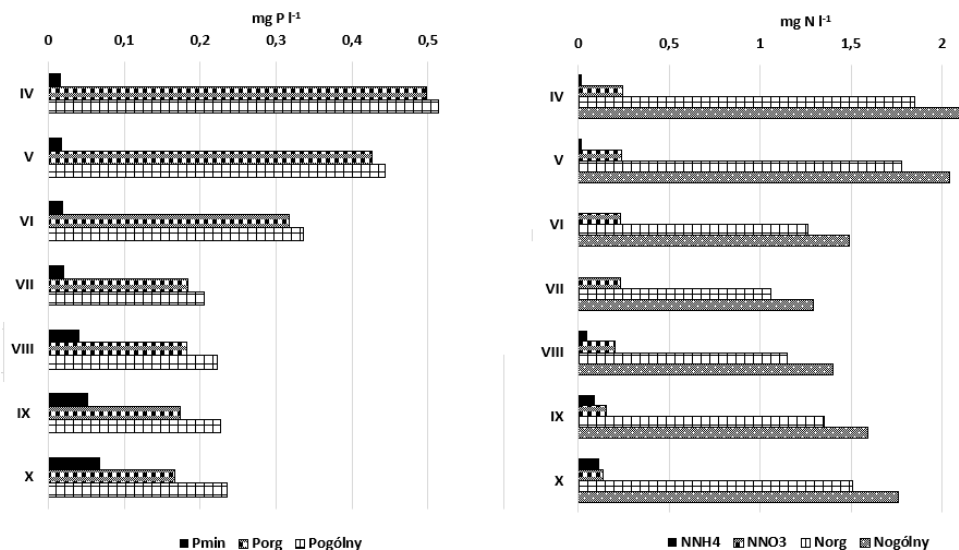 mg P l⁻¹
0 0,1 0,2 0,3 0,4 0,5
IV
V
VI
VII
VIII
IX
X
Pmin Porg Pogólny
mg N l⁻¹
0 0,5 1 1,5 2
IV
V
VI
VII
VIII
IX
X
NNH4 NNO3 Norg Nogólny